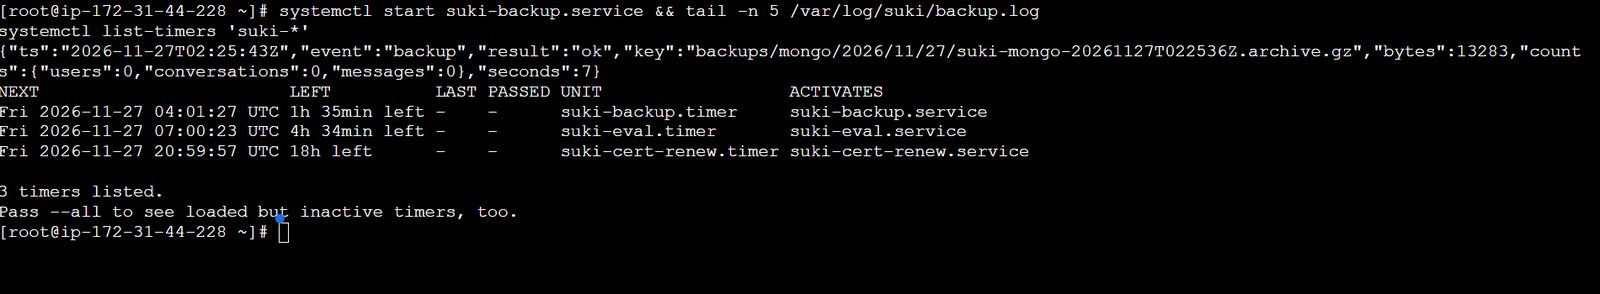 [root@ip-172-31-44-228 ~]# systemctl start suki-backup.service && tail -n 5 /var/log/suki/backup.log
systemctl list-timers 'suki-*'
{"ts":"2026-11-27T02:25:43Z","event":"backup","result":"ok","key":"backups/mongo/2026/11/27/suki-mongo-20261127T022536Z.archive.gz","bytes":13283,"count
s":{"users":0,"conversations":0,"messages":0},"seconds":7}
NEXT                        LEFT          LAST PASSED UNIT                  ACTIVATES
Fri 2026-11-27 04:01:27 UTC 1h 35min left -    -      suki-backup.timer     suki-backup.service
Fri 2026-11-27 07:00:23 UTC 4h 34min left -    -      suki-eval.timer       suki-eval.service
Fri 2026-11-27 20:59:57 UTC 18h left      -    -      suki-cert-renew.timer suki-cert-renew.service
3 timers listed.
Pass --all to see loaded but inactive timers, too.
[root@ip-172-31-44-228 ~]#